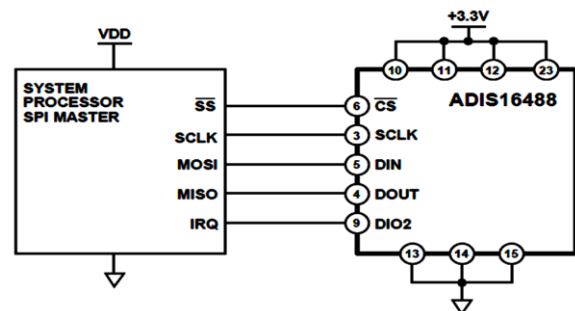 +3.3V
VDD
10 11 12 23
SYSTEM
PROCESSOR
SPI MASTER
ADIS16488
SS 6 CS
SCLK 3 SCLK
MOSI 5 DIN
MISO 4 DOUT
IRQ 9 DIO2
13 14 15